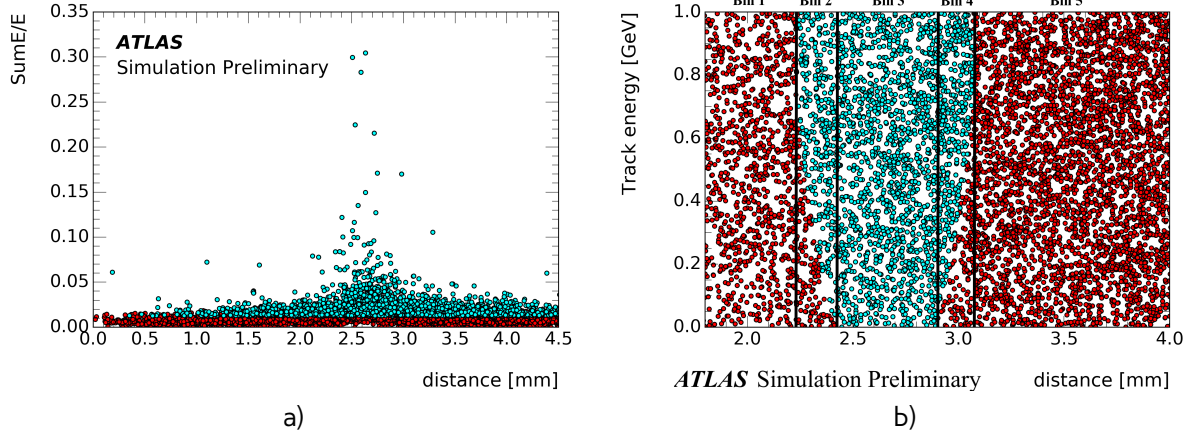 SumE/E
0.35
0.30
0.25
0.20
0.15
0.10
0.05
0.00
ATLAS
Simulation Preliminary
0.0 0.5 1.0 1.5 2.0 2.5 3.0 3.5 4.0 4.5
distance [mm]
a)
Bin 1 Bin 2 Bin 3 Bin 4 Bin 5
Track energy [GeV]
1.0
0.8
0.6
0.4
0.2
0.0
2.0 2.5 3.0 3.5 4.0
ATLAS Simulation Preliminary
distance [mm]
b)